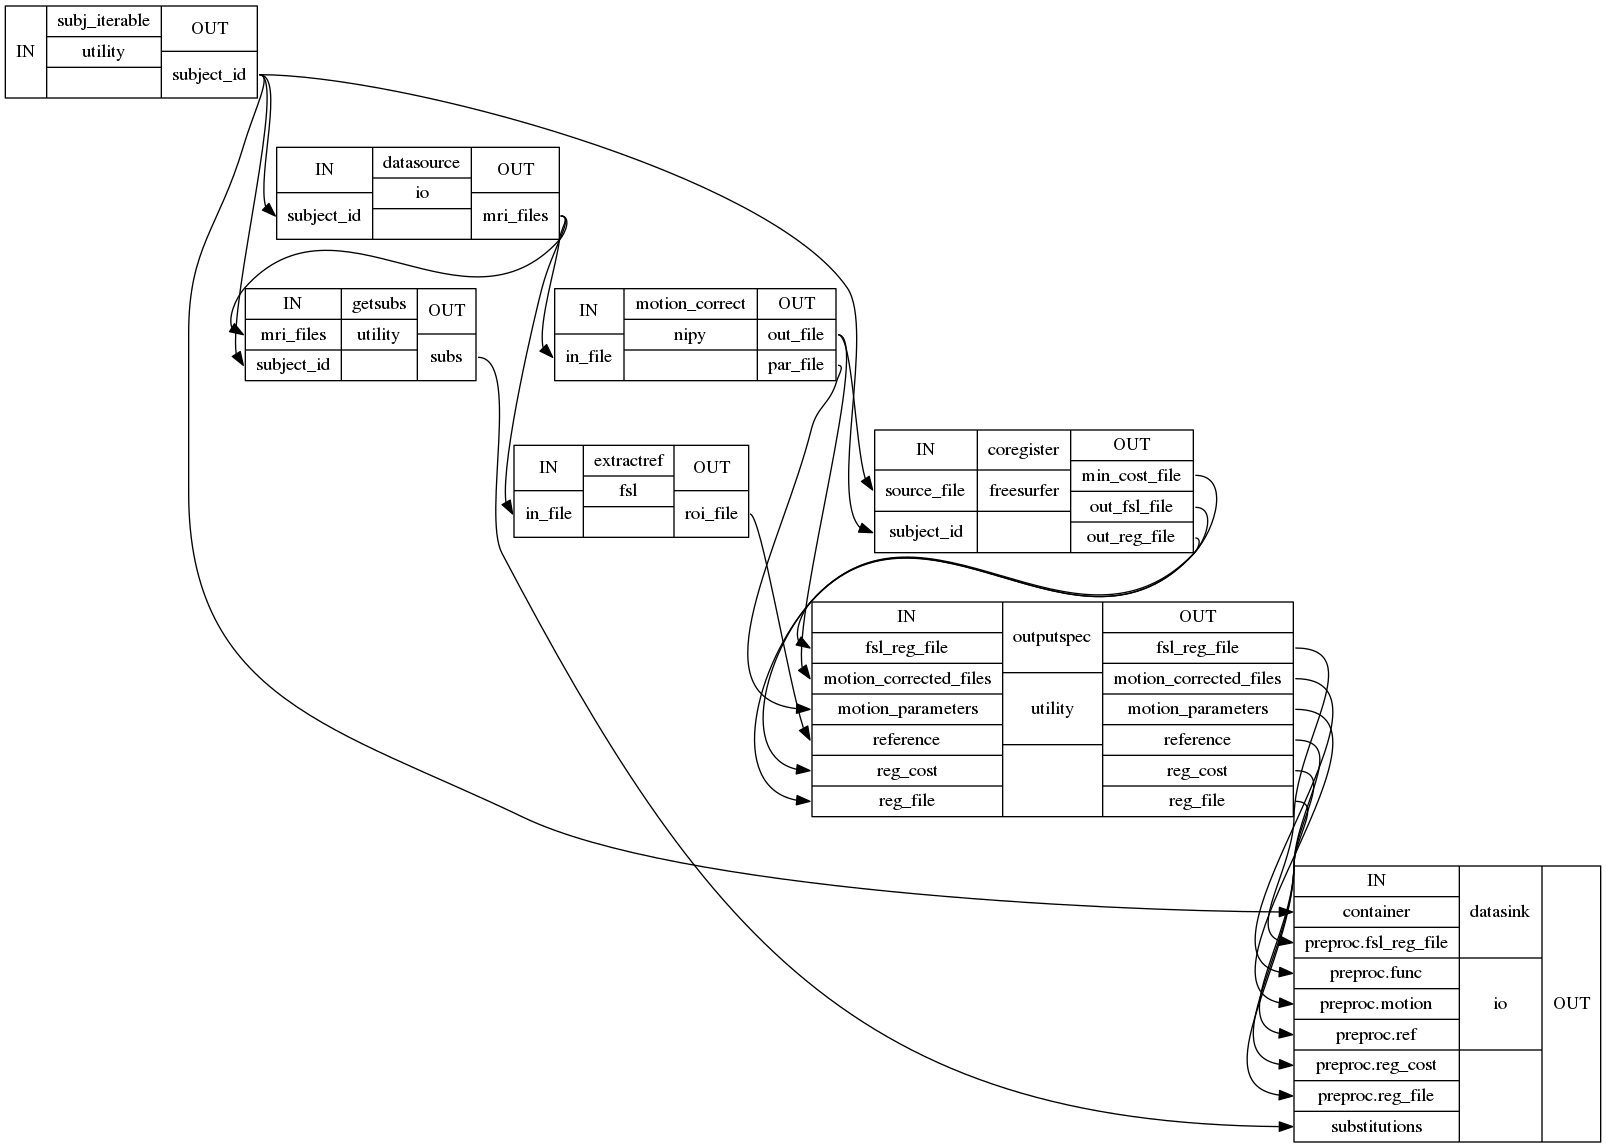 IN
subj_iterable
utility
OUT
subject_id
IN
subject_id
datasource
io
OUT
mri_files
IN
mri_files
subject_id
getsubs
utility
OUT
subs
IN
in_file
motion_correct
nipy
OUT
out_file
par_file
IN
in_file
extractref
fsl
OUT
roi_file
IN
source_file
subject_id
coregister
freesurfer
OUT
min_cost_file
out_fsl_file
out_reg_file
IN
fsl_reg_file
motion_corrected_files
motion_parameters
reference
reg_cost
reg_file
outputspec
utility
OUT
fsl_reg_file
motion_corrected_files
motion_parameters
reference
reg_cost
reg_file
IN
container
preproc.fsl_reg_file
preproc.func
preproc.motion
preproc.ref
preproc.reg_cost
preproc.reg_file
substitutions
datasink
io
OUT